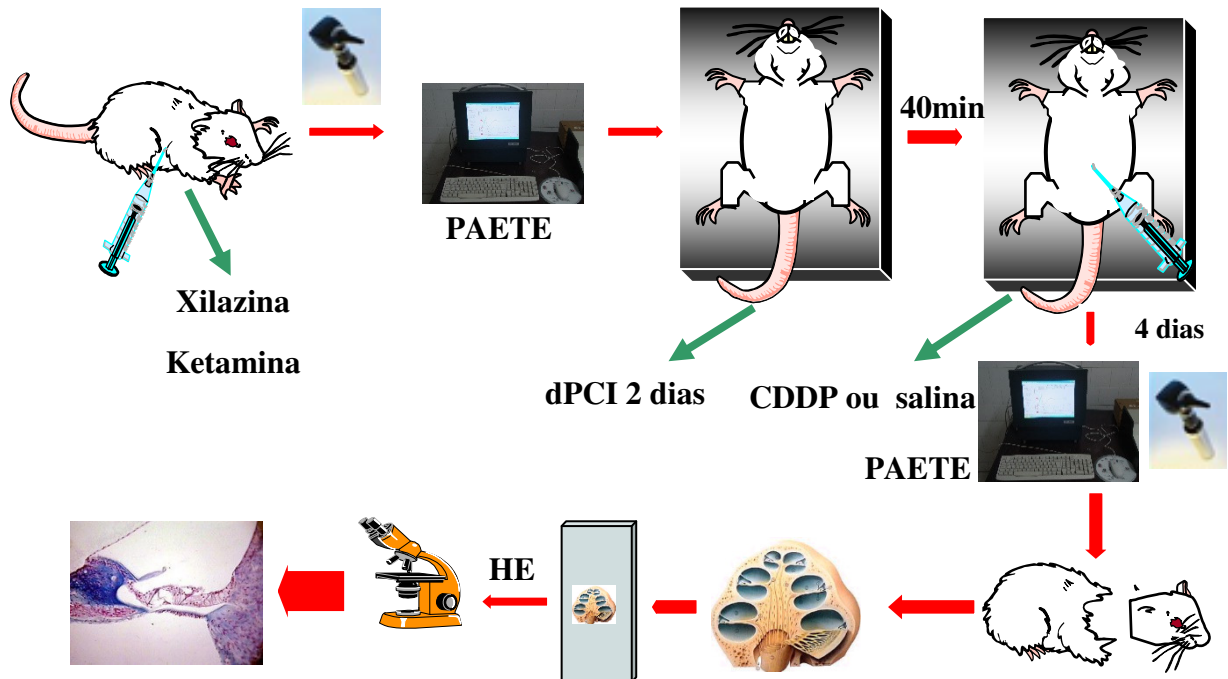 40min
PAETE
Xilazina
Ketamina
4 dias
dPCI 2 dias
CDDP ou salina
PAETE
HE